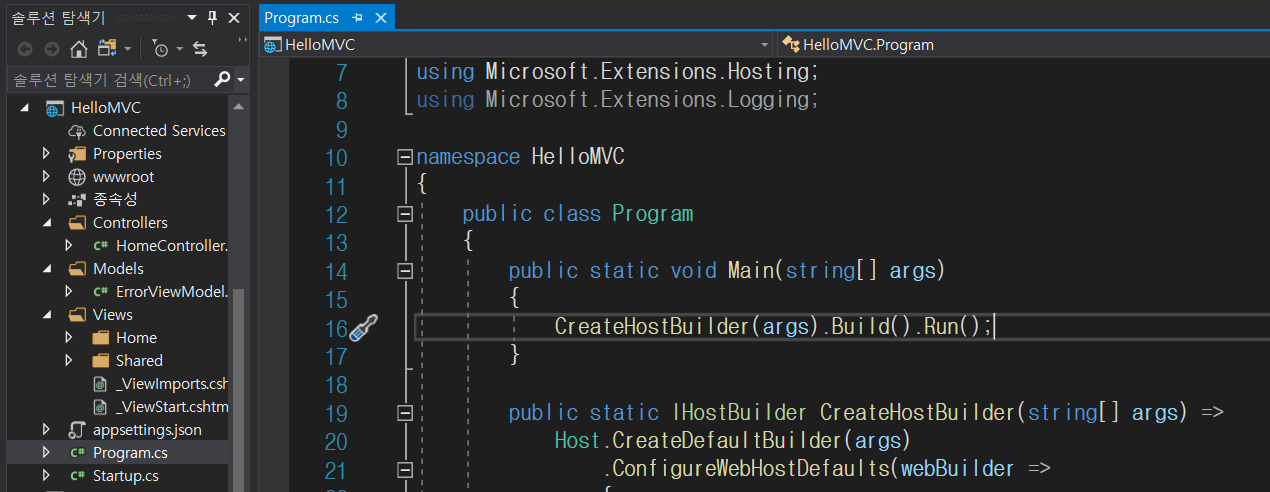 솔루션 탐색기
솔루션 탐색기 검색(Ctrl+;)
HelloMVC
Connected Services
Properties
wwwroot
종속성
Controllers
HomeController.
Models
ErrorViewModel.
Views
Home
Shared
_ViewImports.csh
_ViewStart.cshtm
appsettings.json
Program.cs
Startup.cs
Program.cs
HelloMVC
HelloMVC.Program
7 using Microsoft.Extensions.Hosting;
8 using Microsoft.Extensions.Logging;
9
10 namespace HelloMVC
11 {
12 public class Program
13 {
14 public static void Main(string[] args)
15 {
16 CreateHostBuilder(args).Build().Run();
17 }
18
19 public static IHostBuilder CreateHostBuilder(string[] args) =>
20 Host.CreateDefaultBuilder(args)
21 .ConfigureWebHostDefaults(webBuilder =>